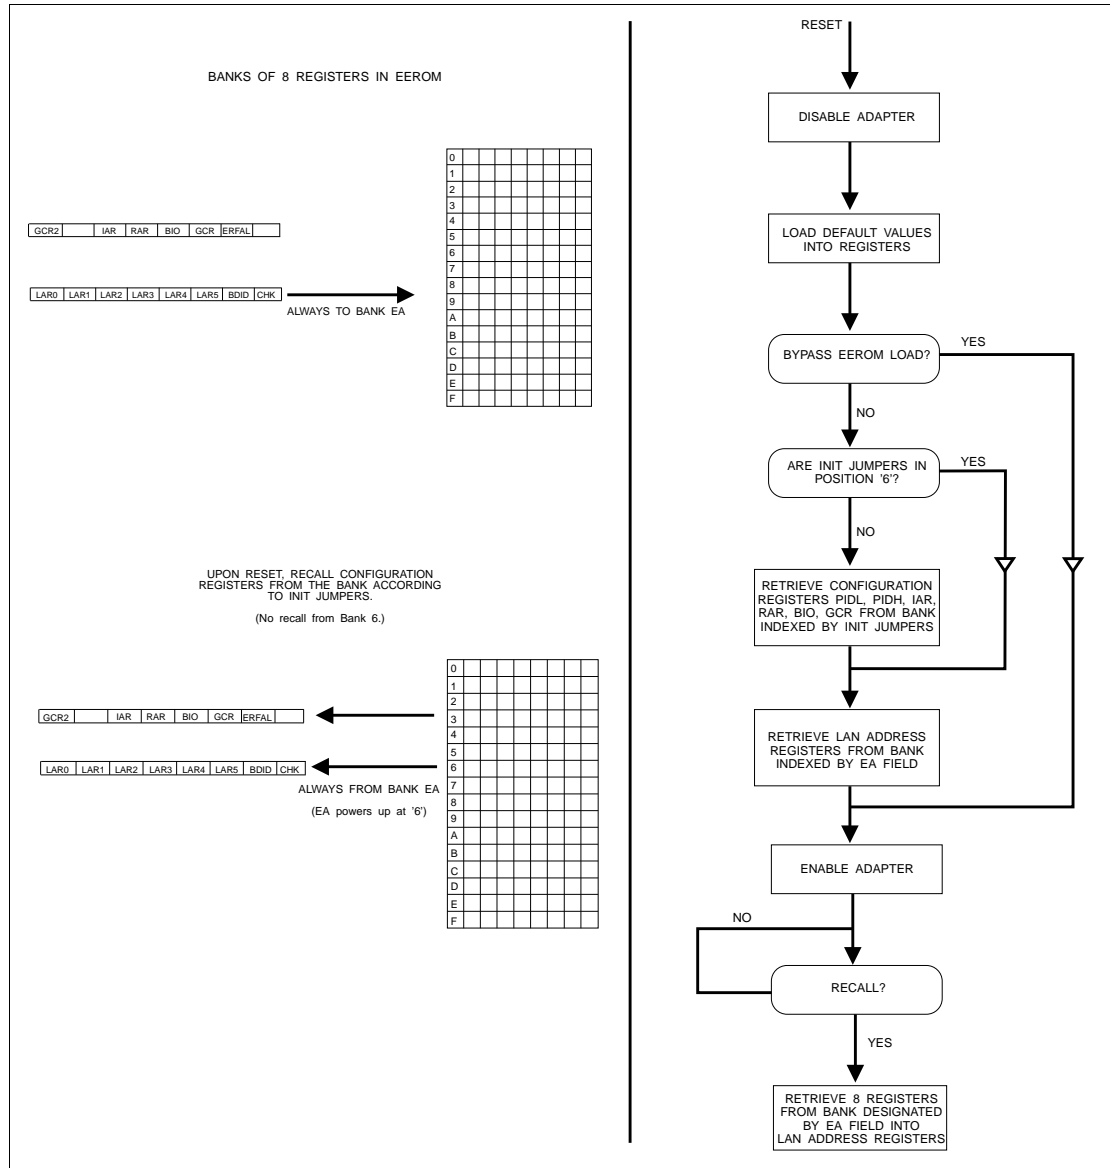 BANKS OF 8 REGISTERS IN EEROM
0
1
2
3
4
5
6
7
8
9
A
B
C
D
E
F
GCR2 IAR RAR BIO GCR ERFAL
LAR0 LAR1 LAR2 LAR3 LAR4 LAR5 BDID CHK
ALWAYS TO BANK EA
UPON RESET, RECALL CONFIGURATION
REGISTERS FROM THE BANK ACCORDING
TO INIT JUMPERS.
(No recall from Bank 6.)
0
1
2
3
4
5
6
7
8
9
A
B
C
D
E
F
GCR2 IAR RAR BIO GCR ERFAL
LAR0 LAR1 LAR2 LAR3 LAR4 LAR5 BDID CHK
ALWAYS FROM BANK EA
(EA powers up at '6')
RESET
DISABLE ADAPTER
LOAD DEFAULT VALUES
INTO REGISTERS
BYPASS EEROM LOAD?
YES
NO
ARE INIT JUMPERS IN
POSITION '6'?
YES
NO
RETRIEVE CONFIGURATION
REGISTERS PIDL, PIDH, IAR,
RAR, BIO, GCR FROM BANK
INDEXED BY INIT JUMPERS
RETRIEVE LAN ADDRESS
REGISTERS FROM BANK
INDEXED BY EA FIELD
ENABLE ADAPTER
NO
RECALL?
YES
RETRIEVE 8 REGISTERS
FROM BANK DESIGNATED
BY EA FIELD INTO
LAN ADDRESS REGISTERS